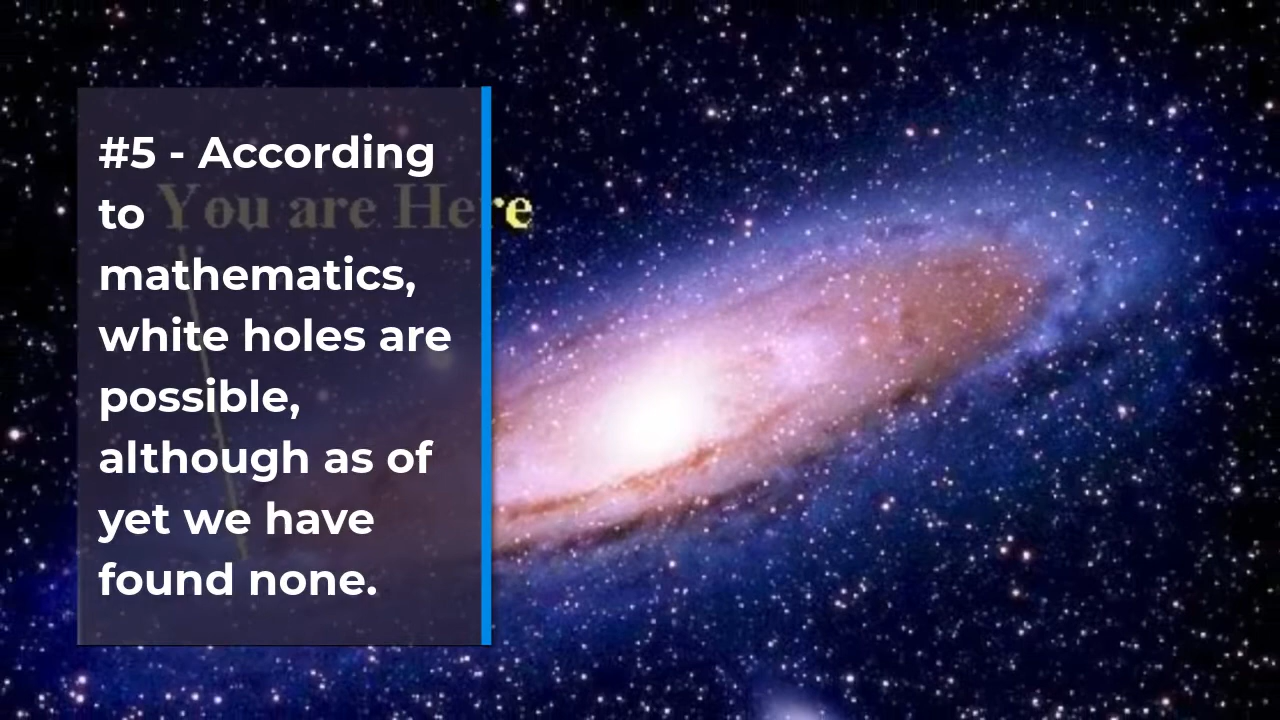 #5 - According
to
You are Here
mathematics,
white holes are
possible,
although as of
yet we have
found none.